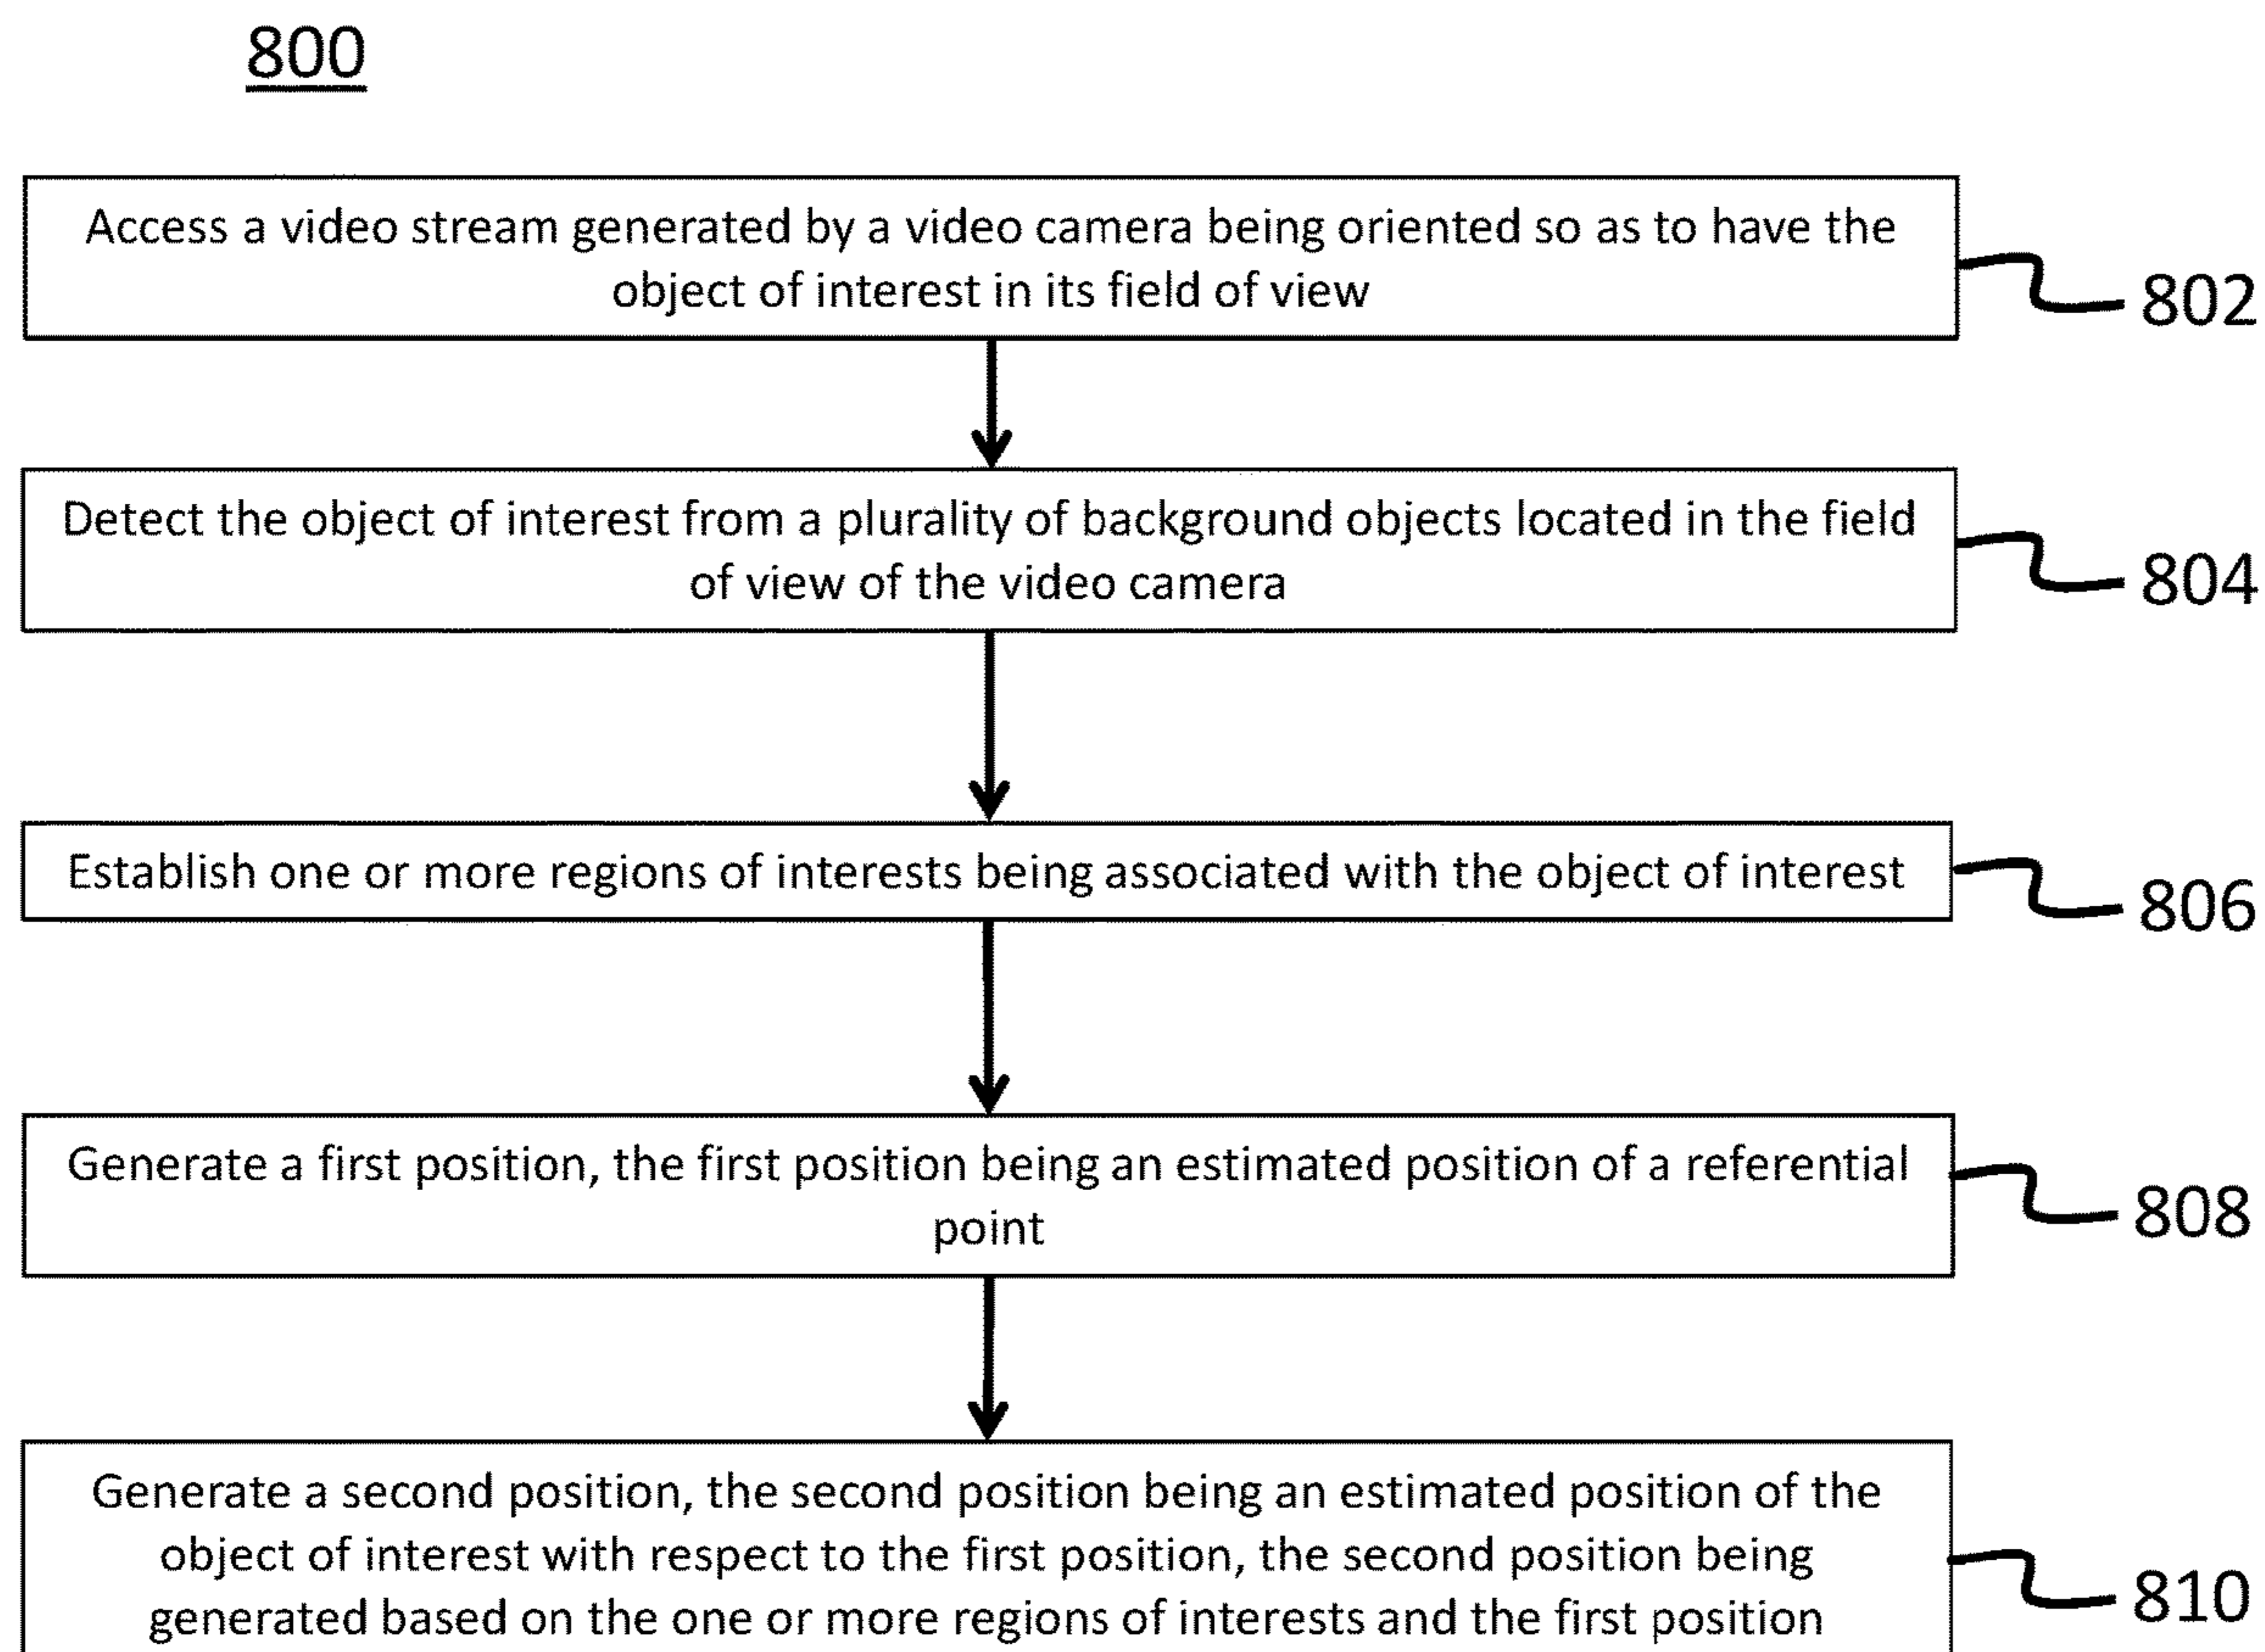 800
Access a video stream generated by a video camera being oriented so as to have the
object of interest in its field of view
802
Detect the object of interest from a plurality of background objects located in the field
of view of the video camera
804
Establish one or more regions of interests being associated with the object of interest
806
Generate a first position, the first position being an estimated position of a referential
point
808
Generate a second position, the second position being an estimated position of the
object of interest with respect to the first position, the second position being
generated based on the one or more regions of interests and the first position
810